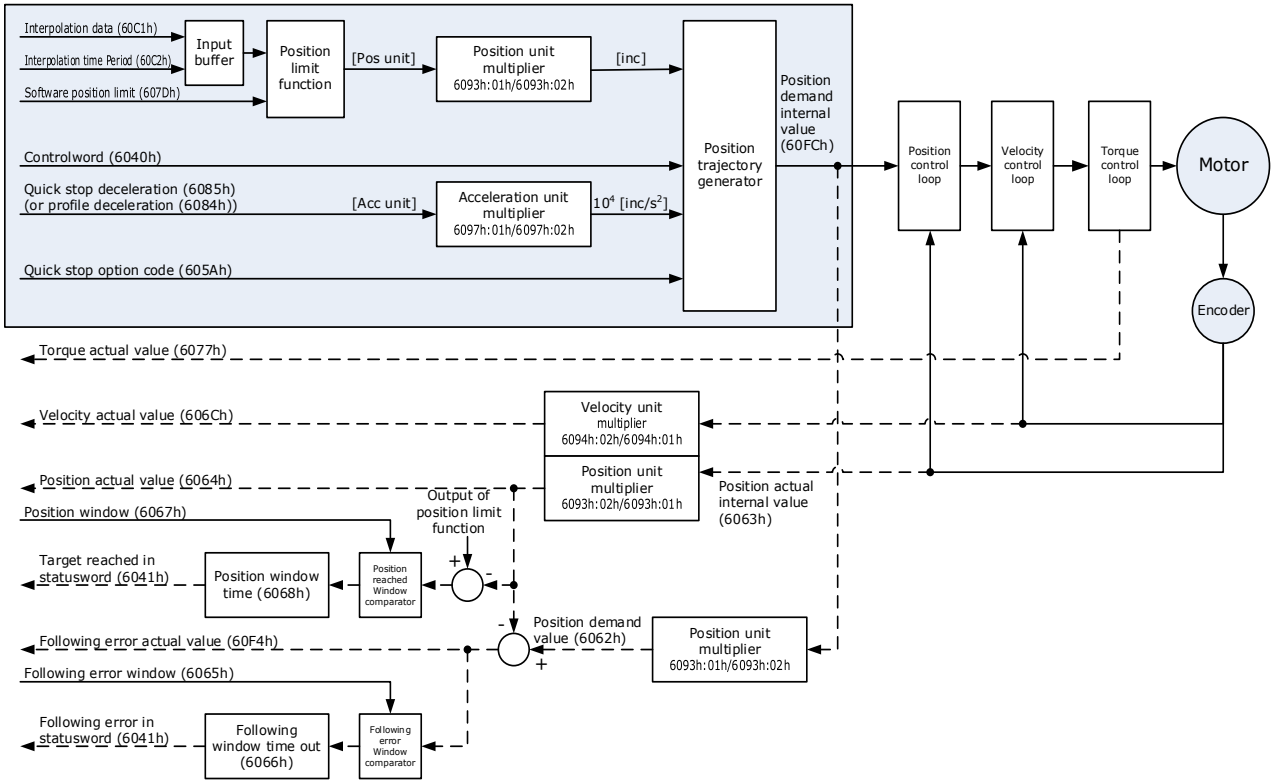 Interpolation data (60C1h)
Interpolation time Period (60C2h)
Software position limit (607Dh)
Input
buffer
Position
limit
function
[Pos unit]
Position unit
multiplier
6093h:01h/6093h:02h
[inc]
Controlword (6040h)
Quick stop deceleration (6085h)
(or profile deceleration (6084h))
[Acc unit]
Acceleration unit
multiplier
6097h:01h/6097h:02h
10⁴ [inc/s²]
Quick stop option code (605Ah)
Position
trajectory
generator
Position
demand
internal
value
(60FCh)
Position
control
loop
Velocity
control
loop
Torque
control
loop
Motor
Encoder
Torque actual value (6077h)
Velocity actual value (606Ch)
Velocity unit
multiplier
6094h:02h/6094h:01h
Position actual value (6064h)
Position unit
multiplier
6093h:02h/6093h:01h
Position actual
internal value
(6063h)
Position window (6067h)
Output of
position limit
function
+
-
Target reached in
statusword (6041h)
Position window
time (6068h)
Position
reached
Window
comparator
Following error actual value (60F4h)
-
+
Position demand
value (6062h)
Position unit
multiplier
6093h:01h/6093h:02h
Following error window (6065h)
Following error in
statusword (6041h)
Following
window time out
(6066h)
Following
error
Window
comparator